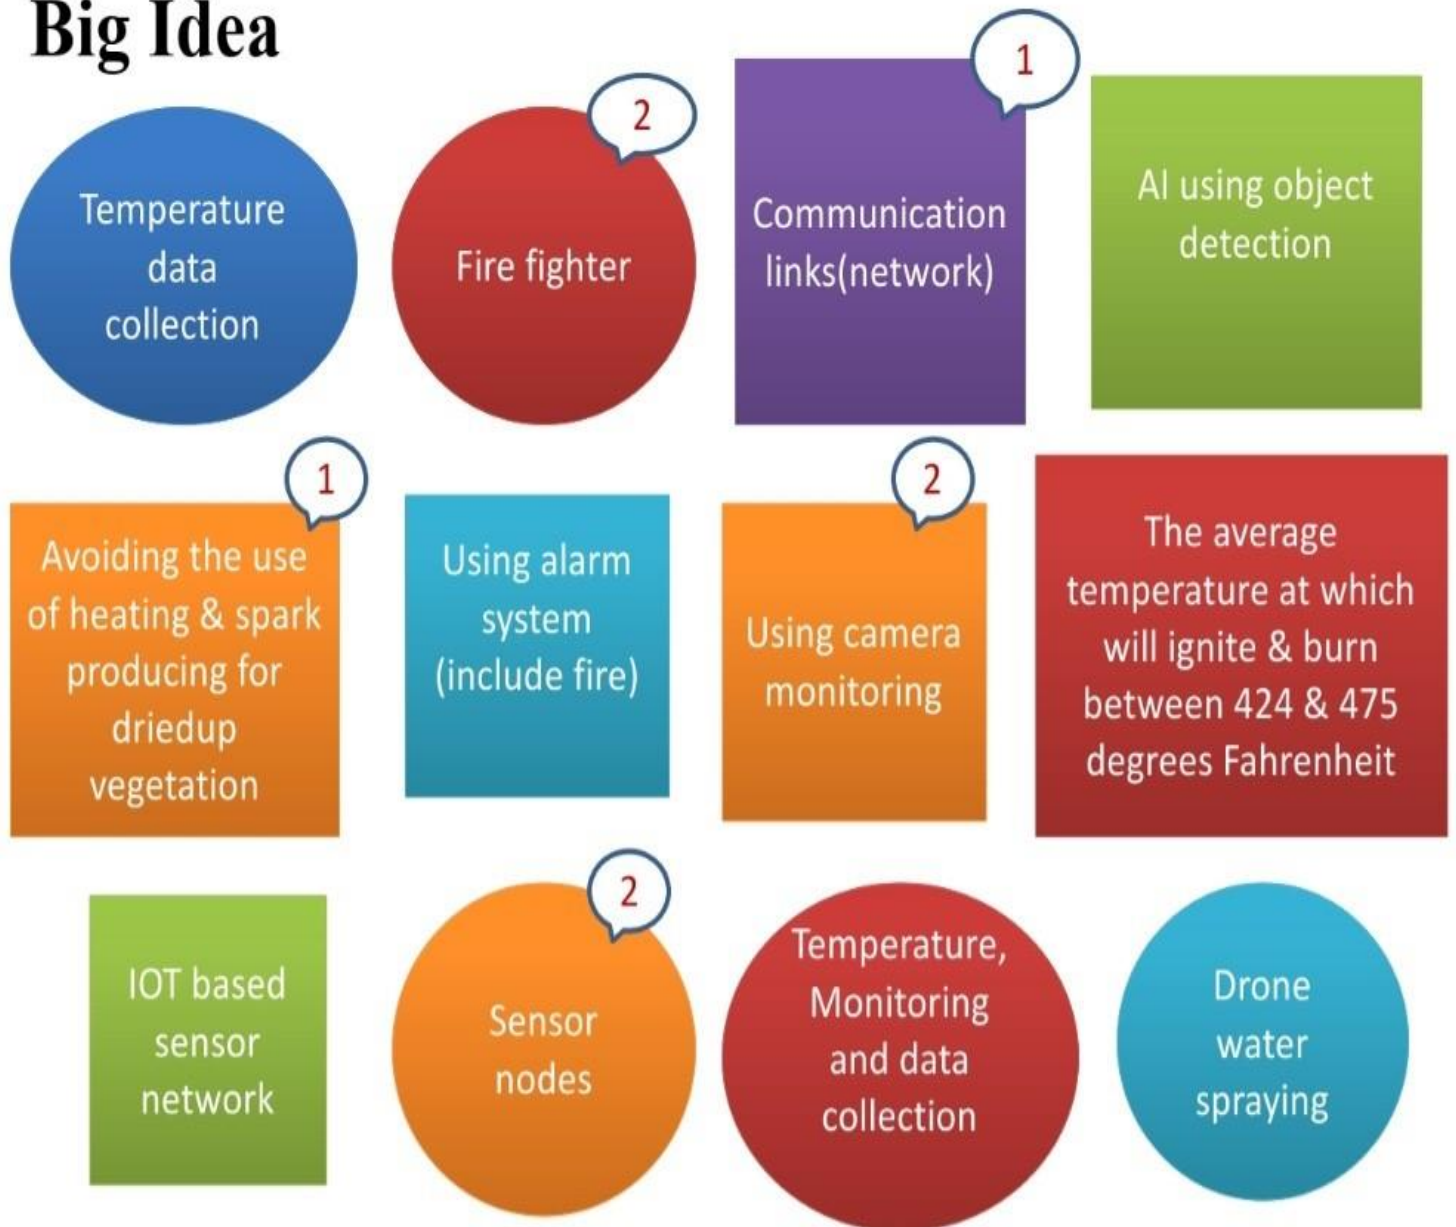 Big Idea
Temperature
data
collection
2
Fire fighter
1
Communication
links(network)
AI using object
detection
1
Avoiding the use
of heating & spark
producing for
driedup
vegetation
Using alarm
system
(include fire)
2
Using camera
monitoring
The average
temperature at which
will ignite & burn
between 424 & 475
degrees Fahrenheit
IOT based
sensor
network
2
Sensor
nodes
Temperature,
Monitoring
and data
collection
Drone
water
spraying